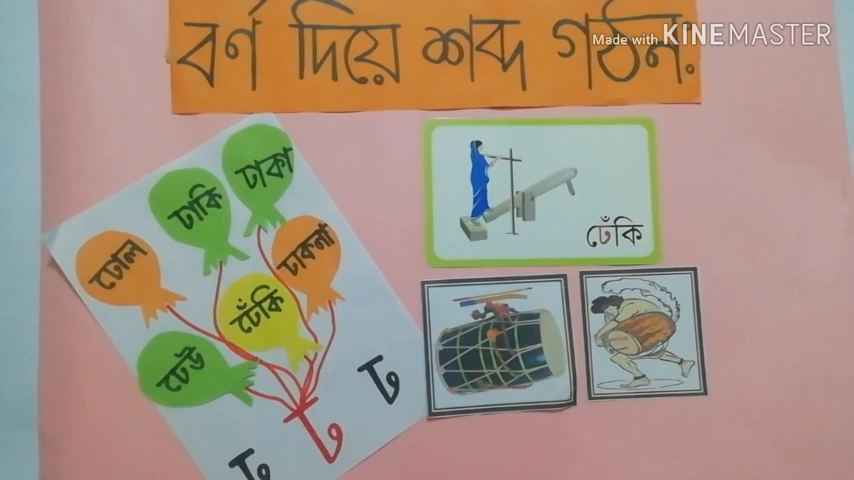 বর্ণ দিয়ে শব্দ গঠন:
Made with KINEMASTER
ঢাকা
ঢাকি
ঢোল
ঢাকনা
ঢেঁকি
ঢেউ
ঢ
ঢ
ঢ
ঢেঁকি